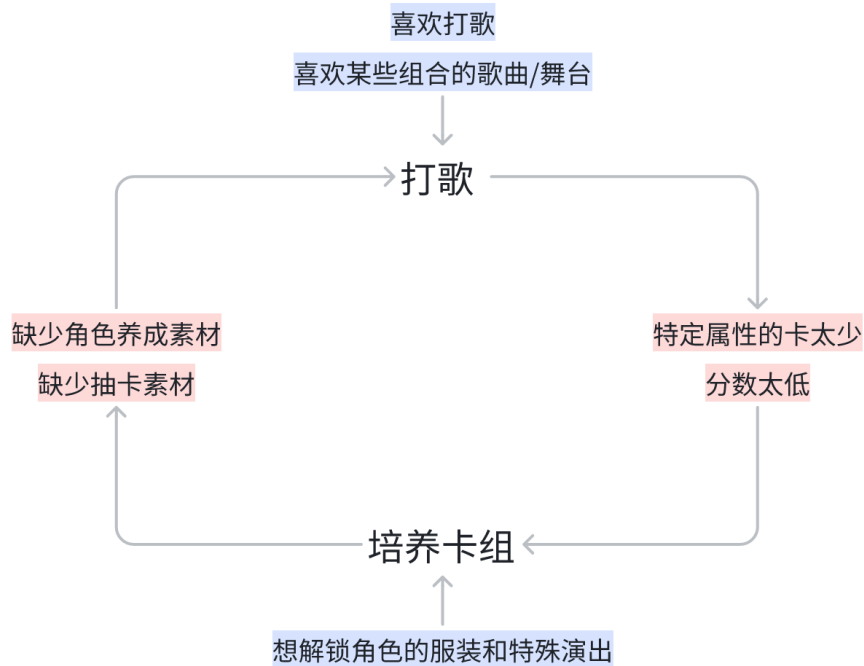 喜欢打歌
喜欢某些组合的歌曲/舞台
打歌
缺少角色养成素材
缺少抽卡素材
特定属性的卡太少
分数太低
培养卡组
想解锁角色的服装和特殊演出